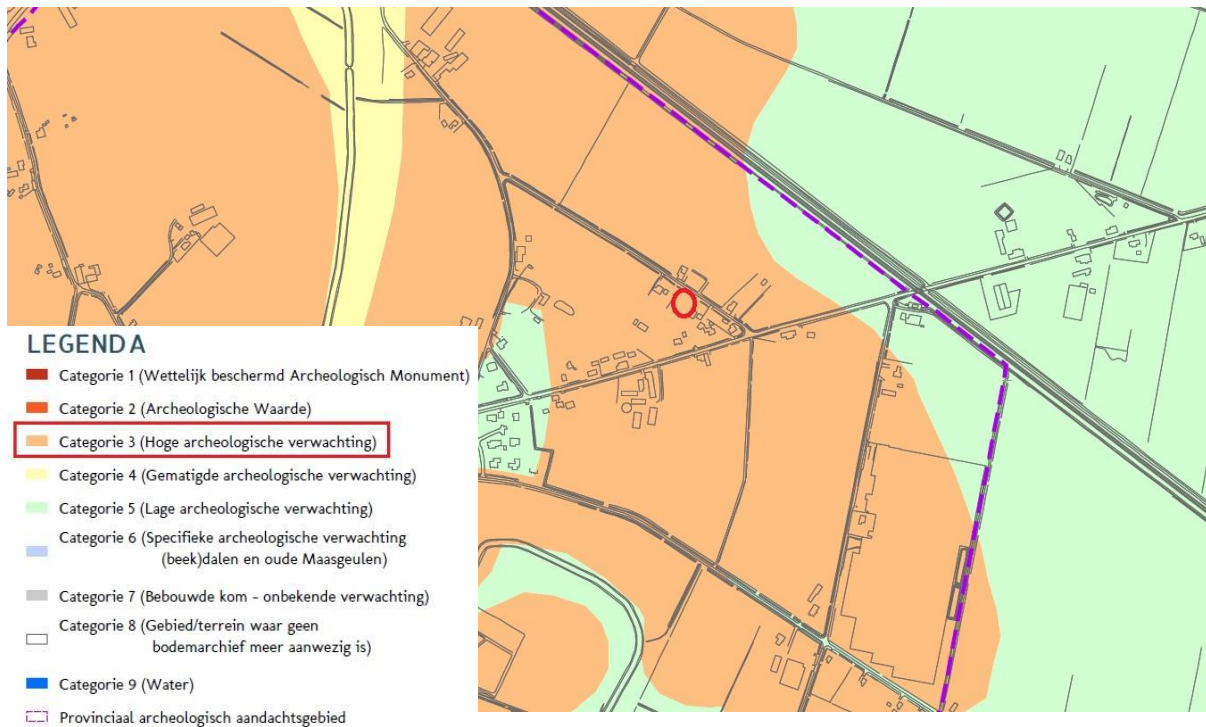 LEGENDA
Categorie 1 (Wettelijk beschermd Archeologisch Monument)
Categorie 2 (Archeologische Waarde)
Categorie 3 (Hoge archeologische verwachting)
Categorie 4 (Gematigde archeologische verwachting)
Categorie 5 (Lage archeologische verwachting)
Categorie 6 (Specifieke archeologische verwachting
(beek)dalen en oude Maasgeulen)
Categorie 7 (Bebouwde kom - onbekende verwachting)
Categorie 8 (Gebied/terrein waar geen
bodemarchief meer aanwezig is)
Categorie 9 (Water)
Provinciaal archeologisch aandachtsgebied